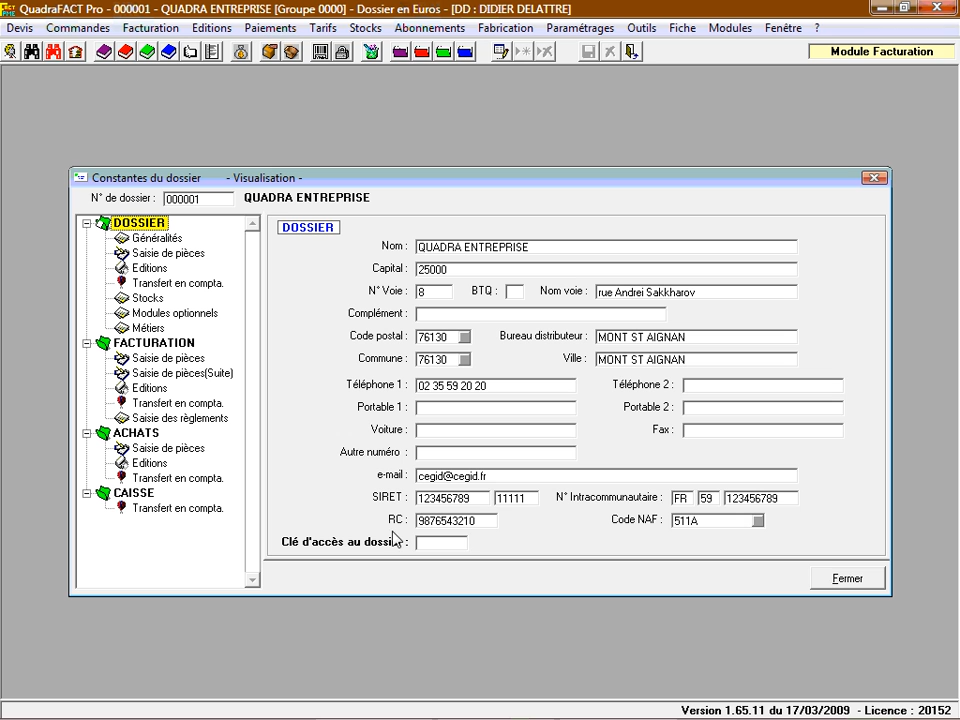 QuadraFACT Pro - 000001 - QUADRA ENTREPRISE [Groupe 0000] - Dossier en Euros - [DD : DIDIER DELATTRE]
Devis Commandes Facturation Editions Paiements Tarifs Stocks Abonnements Fabrication Paramétrages Outils Fiche Modules Fenêtre ?
Module Facturation
Constantes du dossier - Visualisation -
N° de dossier : 000001 QUADRA ENTREPRISE
DOSSIER
Généralités
Saisie de pièces
Editions
Transfert en compta.
Stocks
Modules optionnels
Métiers
FACTURATION
Saisie de pièces
Saisie de pièces(Suite)
Editions
Transfert en compta.
Saisie des règlements
ACHATS
Saisie de pièces
Editions
Transfert en compta.
CAISSE
Transfert en compta.
DOSSIER
Nom : QUADRA ENTREPRISE
Capital : 25000
N° Voie : 8 BTQ : Nom voie : rue Andrei Sakkharov
Complément :
Code postal : 76130 Bureau distributeur : MONT ST AIGNAN
Commune : 76130 Ville : MONT ST AIGNAN
Téléphone 1 : 02 35 59 20 20 Téléphone 2 :
Portable 1 : Portable 2 :
Voiture : Fax :
Autre numéro :
e-mail : cegid@cegid.fr
SIRET : 123456789 11111 N° Intracommunautaire : FR 59 123456789
RC : 9876543210 Code NAF : 511A
Clé d'accès au dossier :
Fermer
Version 1.65.11 du 17/03/2009 - Licence : 20152